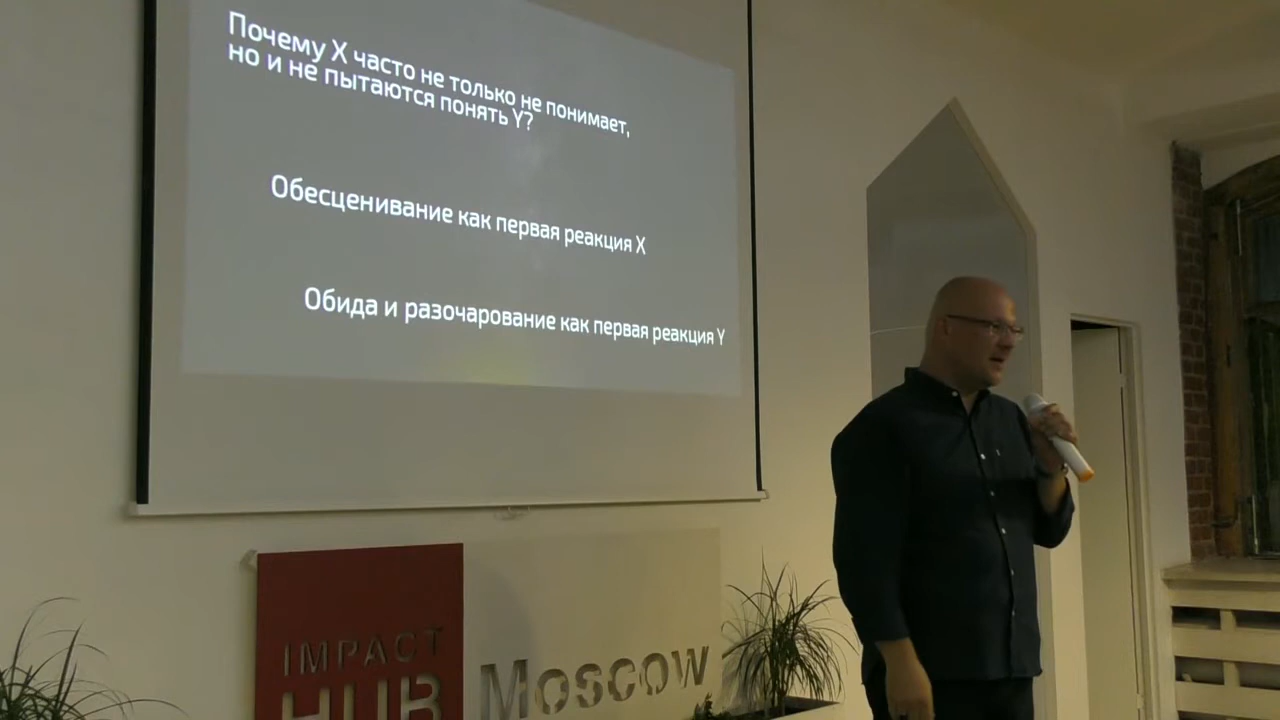 Почему X часто не только не понимает,
но и не пытаются понять Y?
Обесценивание как первая реакция X
Обида и разочарование как первая реакция Y
IMPACT
HUB
Moscow